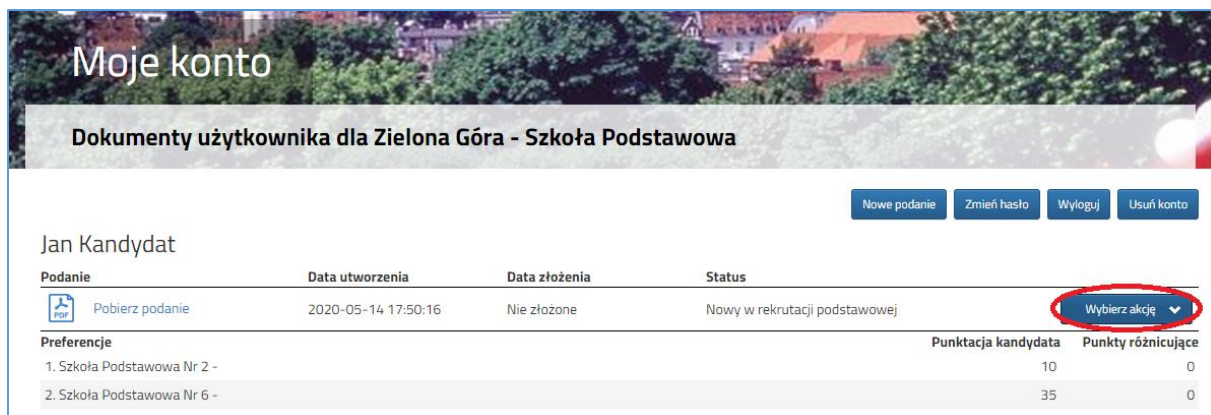 Moje konto
Dokumenty użytkownika dla Zielona Góra - Szkoła Podstawowa
Nowe podanie Zmień hasło Wyloguj Usuń konto
Jan Kandydat
Podanie Data utworzenia Data złożenia Status
PDF Pobierz podanie 2020-05-14 17:50:16 Nie złożone Nowy w rekrutacji podstawowej Wybierz akcję
Preferencje Punktacja kandydata Punkty różnicujące
1. Szkoła Podstawowa Nr 2 - 10 0
2. Szkoła Podstawowa Nr 6 - 35 0